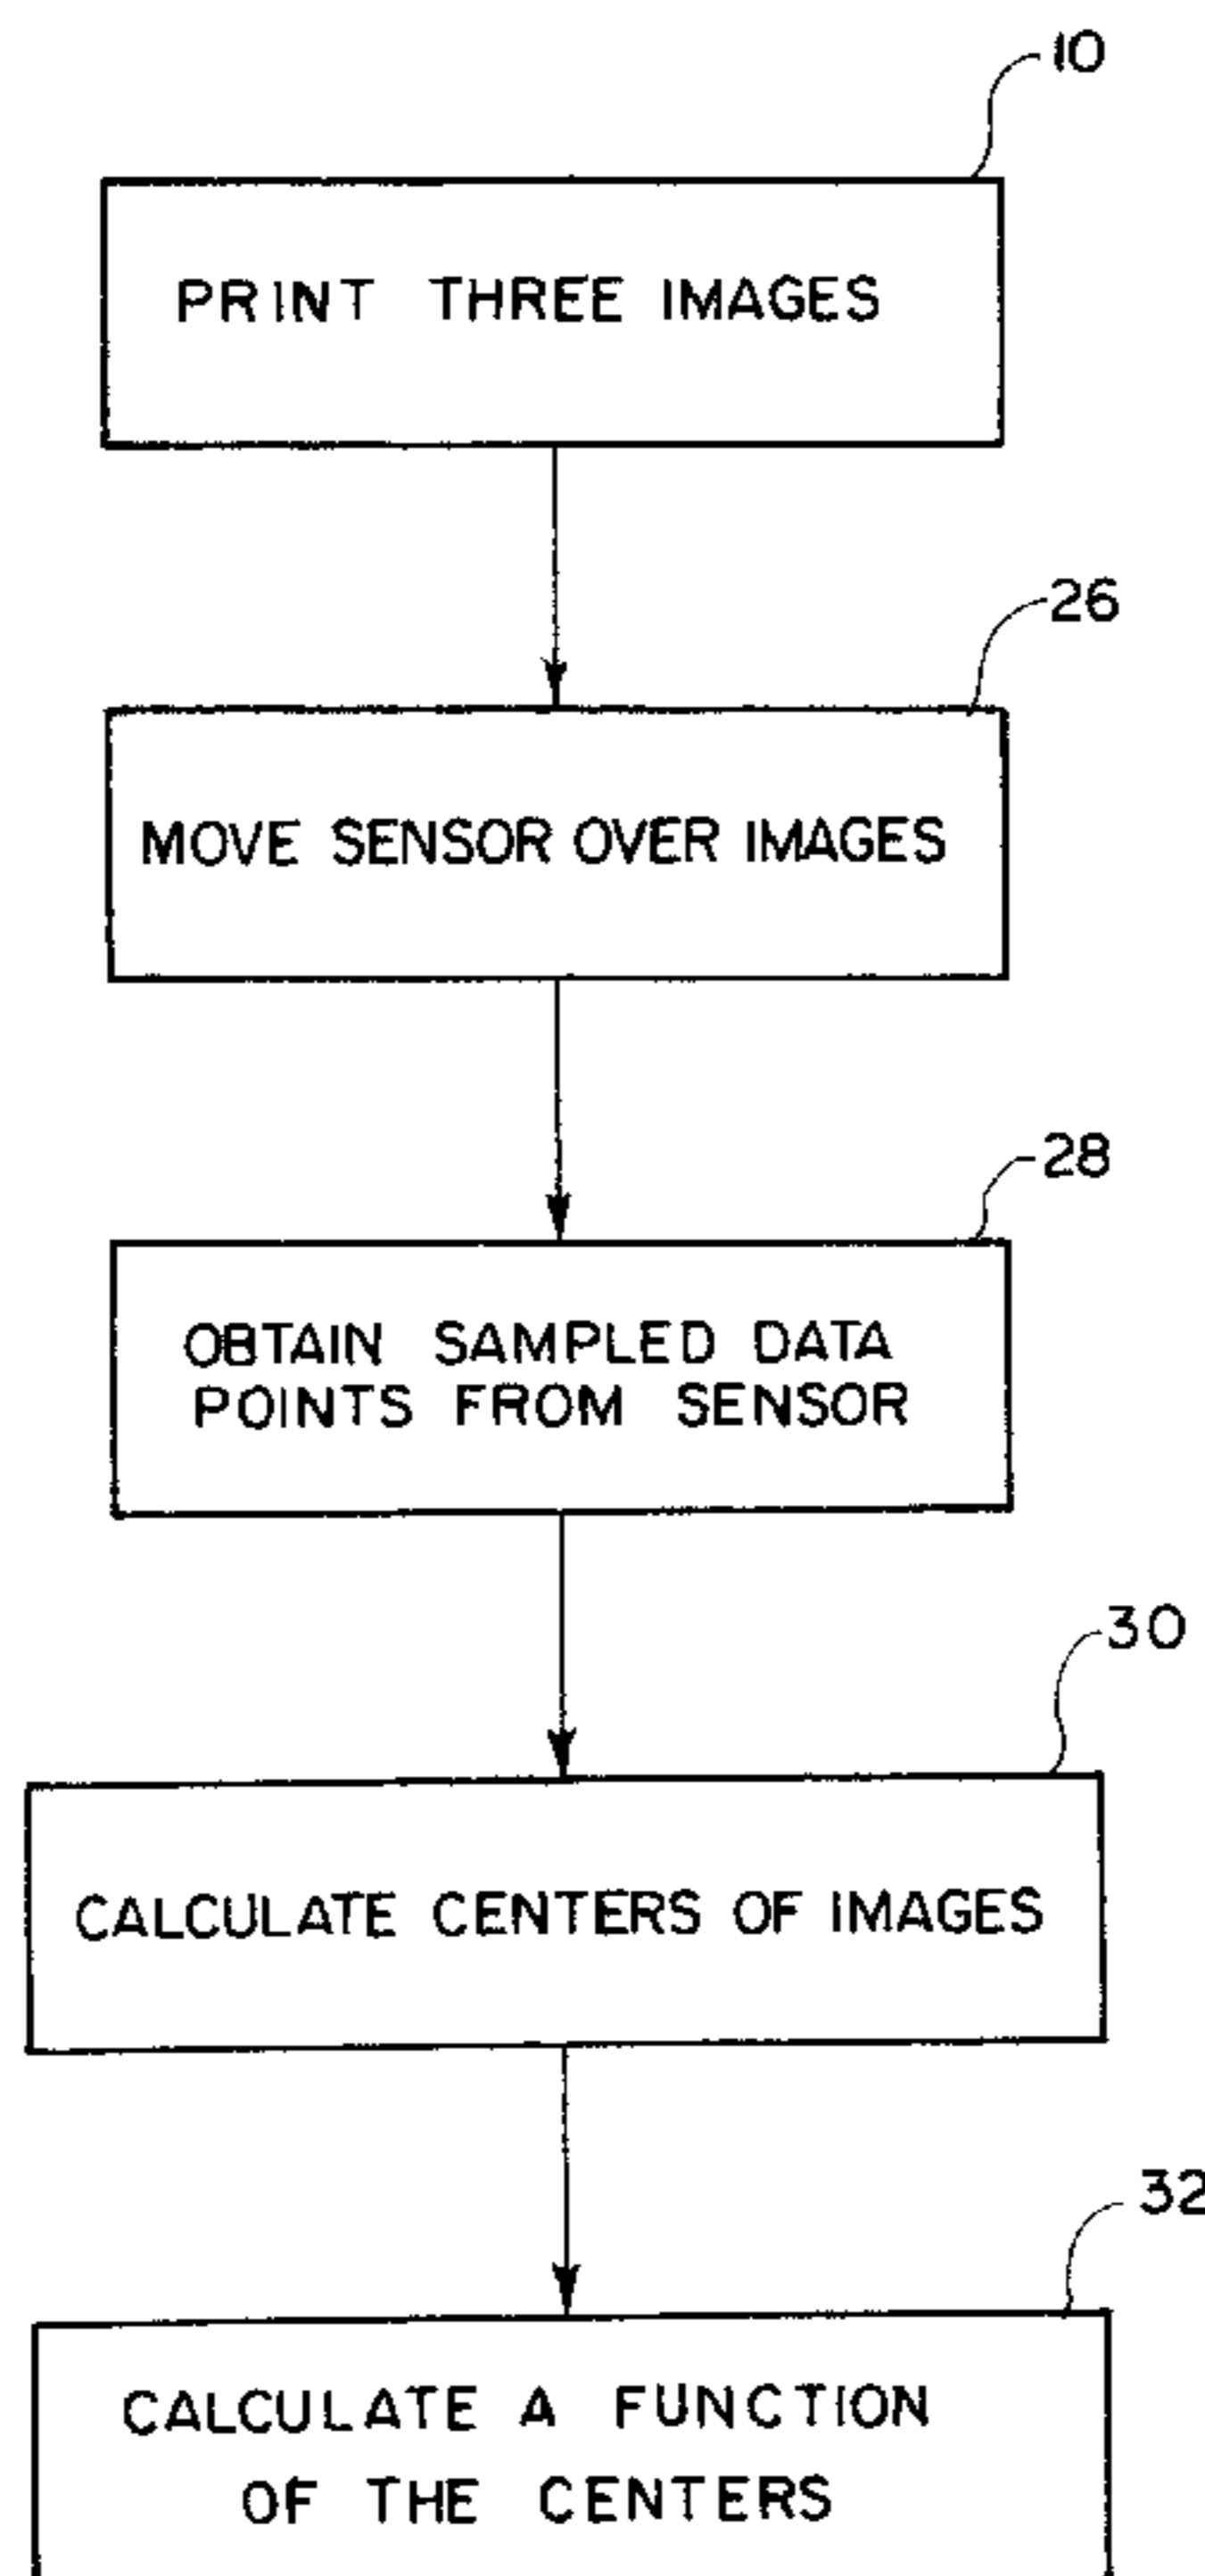 10
PRINT THREE IMAGES
26
MOVE SENSOR OVER IMAGES
28
OBTAIN SAMPLED DATA
POINTS FROM SENSOR
30
CALCULATE CENTERS OF IMAGES
32
CALCULATE A FUNCTION
OF THE CENTERS